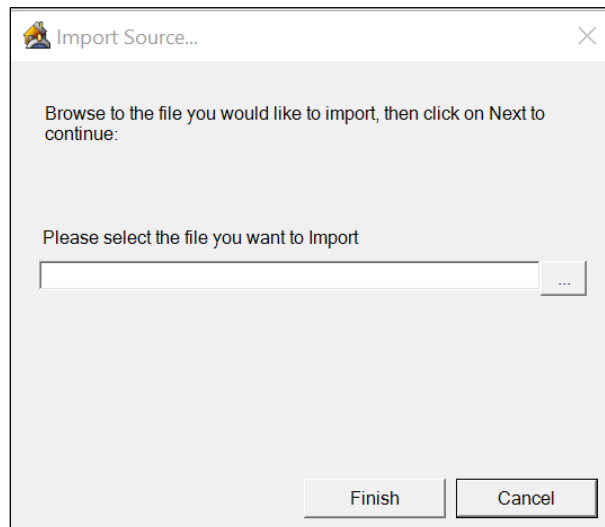 Import Source...
Browse to the file you would like to import, then click on Next to
continue:
Please select the file you want to Import
...
Finish Cancel